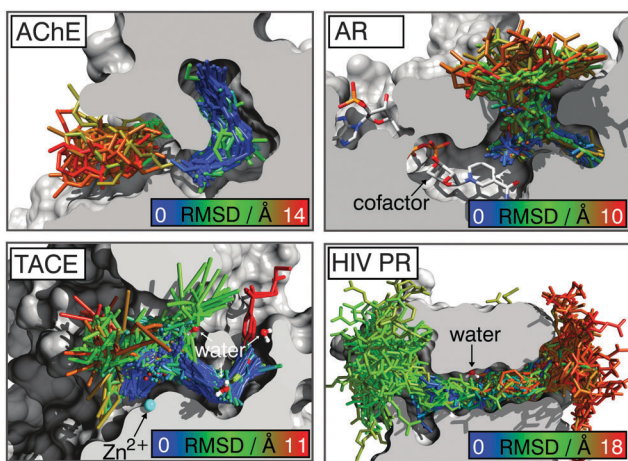 AChE
0 RMSD / Å 14
AR
cofactor
0 RMSD / Å 10
TACE
water
Zn²⁺
0 RMSD / Å 11
HIV PR
water
0 RMSD / Å 18